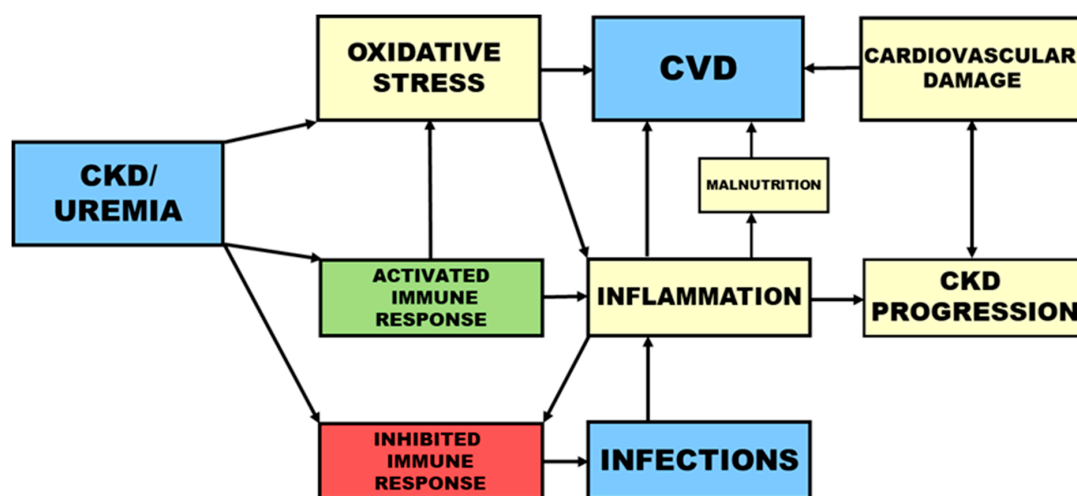 OXIDATIVE
STRESS
CVD
CARDIOVASCULAR
DAMAGE
CKD/
UREMIA
MALNUTRITION
ACTIVATED
IMMUNE
RESPONSE
INFLAMMATION
CKD
PROGRESSION
INHIBITED
IMMUNE
RESPONSE
INFECTIONS